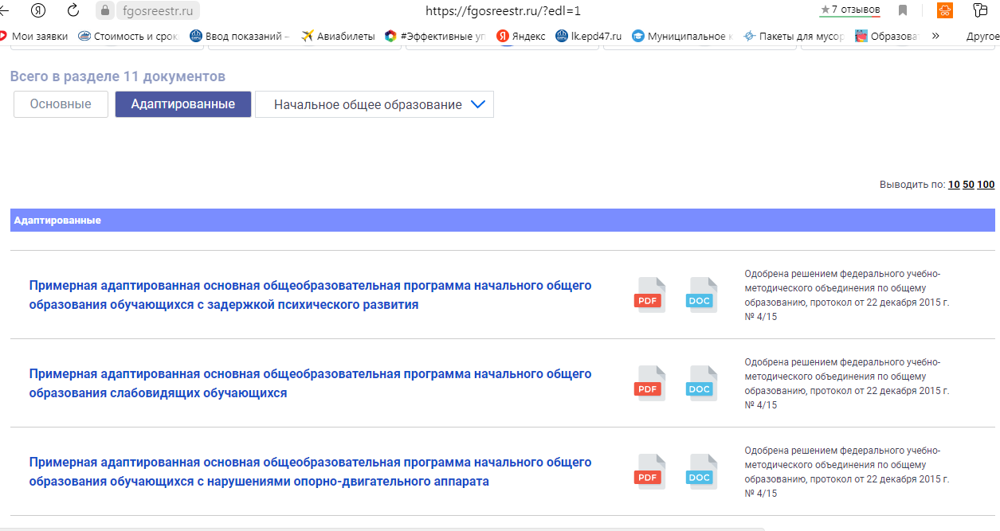 fgosreestr.ru
https://fgosreestr.ru/?edl=1
★ 7 отзывов
Мои заявки
Стоимость и сроки
Ввод показаний –
Авиабилеты
#Эффективные уп
Яндекс
lk.epd47.ru
Муниципальное к
Пакеты для мусор
Образова
»
Другое
Всего в разделе 11 документов
Основные
Адаптированные
Начальное общее образование
Выводить по: 10 50 100
Адаптированные
Примерная адаптированная основная общеобразовательная программа начального общего
образования обучающихся с задержкой психического развития
PDF
DOC
Одобрена решением федерального учебно-
методического объединения по общему
образованию, протокол от 22 декабря 2015 г.
№ 4/15
Примерная адаптированная основная общеобразовательная программа начального общего
образования слабовидящих обучающихся
PDF
DOC
Одобрена решением федерального учебно-
методического объединения по общему
образованию, протокол от 22 декабря 2015 г.
№ 4/15
Примерная адаптированная основная общеобразовательная программа начального общего
образования обучающихся с нарушениями опорно-двигательного аппарата
PDF
DOC
Одобрена решением федерального учебно-
методического объединения по общему
образованию, протокол от 22 декабря 2015 г.
№ 4/15